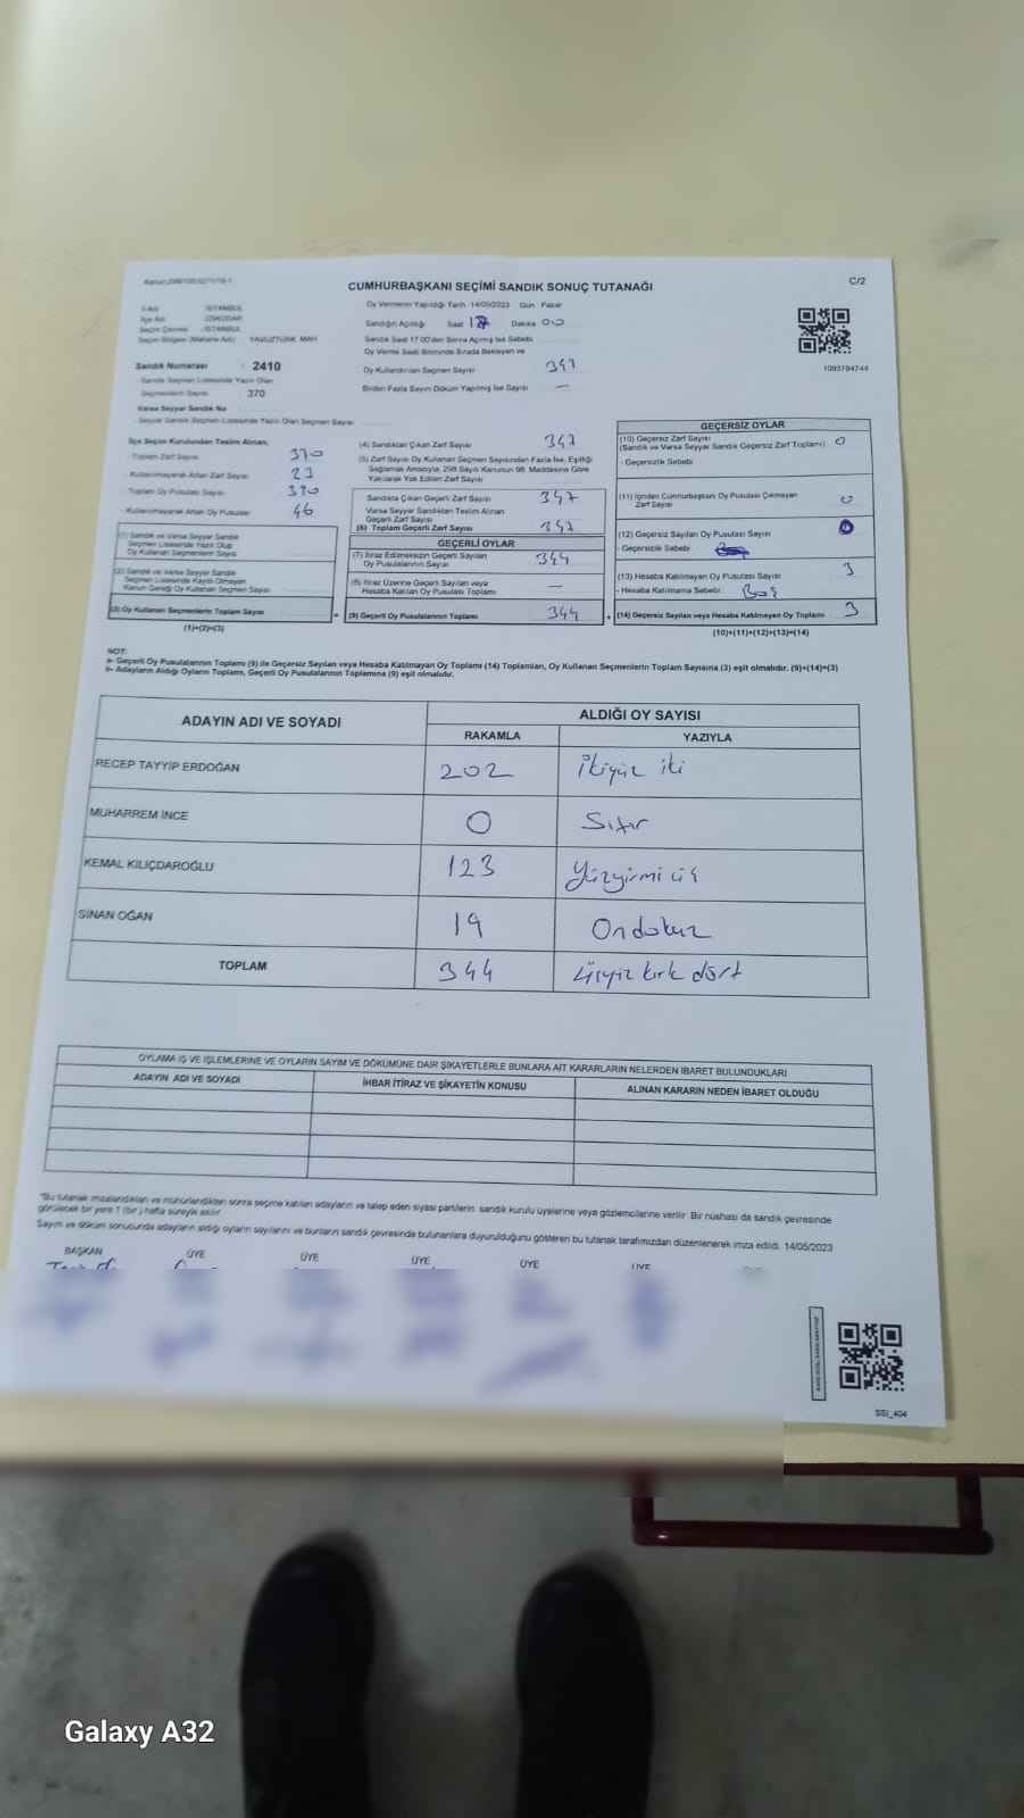 C/2
CUMHURBAŞKANI SEÇİMİ SANDIK SONUÇ TUTANAĞI
Oy Vermenin Yapıldığı Tarih 14/05/2023 Gün Pazar
İSTANBUL
ÜSKÜDAR
İSTANBUL
YAVUZTÜRK MAH
Sandığın Açılışı Saat 17 Dakika 00
Sandık Saat 17:00'den Sonra Açılmış İse Sebebi
Oy Verme Saati Bitiminde Sırada Bekleyen ve
Oy Kullandırılan Seçmen Sayısı 347
Birden Fazla Sayım Döküm Yapılmış İse Sayısı —
1093794744
Sandık Numarası 2410
Sandık Seçmen Listesinde Yazılı Olan
Seçmenlerin Sayısı 370
Varsa Seyyar Sandık No
Seyyar Sandık Seçmen Listesinde Yazılı Olan Seçmen Sayısı
İlçe Seçim Kurulundan Teslim Alınan,
Toplam Zarf Sayısı 370
Kullanılmayarak Artan Zarf Sayısı 23
Toplam Oy Pusulası Sayısı 390
Kullanılmayarak Artan Oy Pusulası 46
(1) Sandık ve Varsa Seyyar Sandık
Seçmen Listesinde Yazılı Olup
Oy Kullanan Seçmenlerin Sayısı
(2) Sandık ve Varsa Seyyar Sandık
Seçmen Listesinde Kayıtlı Olmayan
Kanun Gereği Oy Kullanan Seçmen Sayısı
(3) Oy Kullanan Seçmenlerin Toplam Sayısı
(1)+(2)=(3)
(4) Sandıktan Çıkan Zarf Sayısı 347
(5) Zarf Sayısı Oy Kullanan Seçmen Sayısından Fazla İse, Eşitliği
Sağlamak Amacıyla, 298 Sayılı Kanunun 98. Maddesine Göre
Yakılarak Yok Edilen Zarf Sayısı
Sandıkta Çıkan Geçerli Zarf Sayısı 347
Varsa Seyyar Sandıktan Teslim Alınan
Geçerli Zarf Sayısı
(6) Toplam Geçerli Zarf Sayısı 347
GEÇERLİ OYLAR
(7) İtiraz Edilmeksizin Geçerli Sayılan
Oy Pusulalarının Sayısı 344
(8) İtiraz Üzerine Geçerli Sayılan veya
Hesaba Katılan Oy Pusulası Toplamı —
(9) Geçerli Oy Pusulalarının Toplamı 344
GEÇERSİZ OYLAR
(10) Geçersiz Zarf Sayısı
(Sandık ve Varsa Seyyar Sandık Geçersiz Zarf Toplamı) 0
- Geçersizlik Sebebi
(11) İçinden Cumhurbaşkanı Oy Pusulası Çıkmayan
Zarf Sayısı 0
(12) Geçersiz Sayılan Oy Pusulası Sayısı 0
- Geçersizlik Sebebi
(13) Hesaba Katılmayan Oy Pusulası Sayısı 3
- Hesaba Katılmama Sebebi Boş
(14) Geçersiz Sayılan veya Hesaba Katılmayan Oy Toplamı 3
(10)+(11)+(12)+(13)=(14)
NOT:
a- Geçerli Oy Pusulalarının Toplamı (9) ile Geçersiz Sayılan veya Hesaba Katılmayan Oy Toplamı (14) Toplamları, Oy Kullanan Seçmenlerin Toplam Sayısına (3) eşit olmalıdır. (9)+(14)=(3)
b- Adayların Aldığı Oyların Toplamı, Geçerli Oy Pusulalarının Toplamına (9) eşit olmalıdır.
ADAYIN ADI VE SOYADI
ALDIĞI OY SAYISI
RAKAMLA YAZIYLA
RECEP TAYYİP ERDOĞAN 202 İkiyüz iki
MUHARREM İNCE 0 Sıfır
KEMAL KILIÇDAROĞLU 123 Yüzyirmi üç
SİNAN OĞAN 19 Ondokuz
TOPLAM 344 Üçyüz kırk dört
OYLAMA İŞ VE İŞLEMLERİNE VE OYLARIN SAYIM VE DÖKÜMÜNE DAİR ŞİKAYETLERLE BUNLARA AİT KARARLARIN NELERDEN İBARET BULUNDUKLARI
ADAYIN ADI VE SOYADI İHBAR İTİRAZ VE ŞİKAYETİN KONUSU ALINAN KARARIN NEDEN İBARET OLDUĞU
"Bu tutanak imzalandıktan ve mühürlendikten sonra seçime katılan adayların ve talep eden siyasi partilerin sandık kurulu üyelerine veya gözlemcilerine verilir. Bir nüshası da sandık çevresinde
görülecek bir yere 1 (bir) hafta süreyle asılır
Sayım ve döküm sonucunda adayların aldığı oyların sayılarını ve bunların sandık çevresinde bulunanlara duyurulduğunu gösteren bu tutanak tarafımızdan düzenlenerek imza edildi. 14/05/2023
BAŞKAN ÜYE ÜYE ÜYE ÜYE ÜYE
Galaxy A32